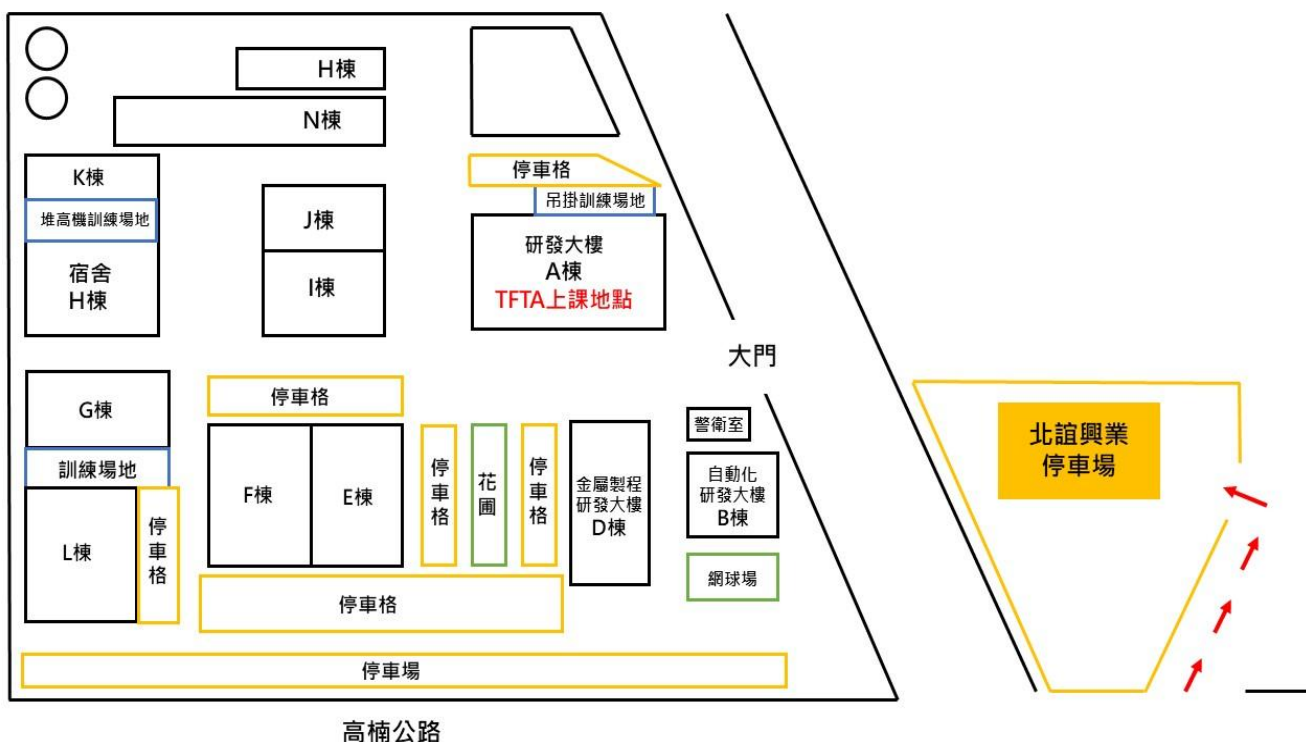 H棟
N棟
K棟
堆高機訓練場地
宿舍
H棟
J棟
I棟
停車格
吊掛訓練場地
研發大樓
A棟
TFTA上課地點
大門
G棟
訓練場地
L棟
停車格
停車格
F棟
E棟
停車格
花圃
停車格
金屬製程
研發大樓
D棟
警衛室
自動化
研發大樓
B棟
網球場
停車格
停車場
高楠公路
北誼興業
停車場